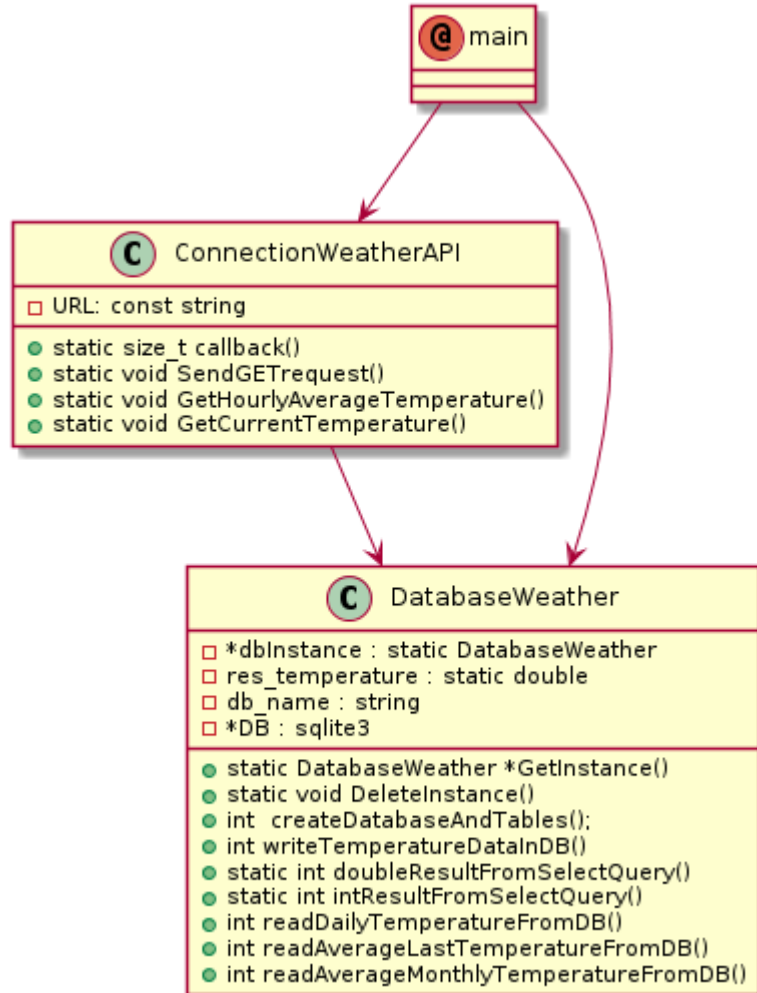 @ main
C ConnectionWeatherAPI
URL: const string
static size_t callback()
static void SendGETrequest()
static void GetHourlyAverageTemperature()
static void GetCurrentTemperature()
C DatabaseWeather
*dbInstance : static DatabaseWeather
res_temperature : static double
db_name : string
*DB : sqlite3
static DatabaseWeather *GetInstance()
static void DeleteInstance()
int  createDatabaseAndTables();
int writeTemperatureDataInDB()
static int doubleResultFromSelectQuery()
static int intResultFromSelectQuery()
int readDailyTemperatureFromDB()
int readAverageLastTemperatureFromDB()
int readAverageMonthlyTemperatureFromDB()